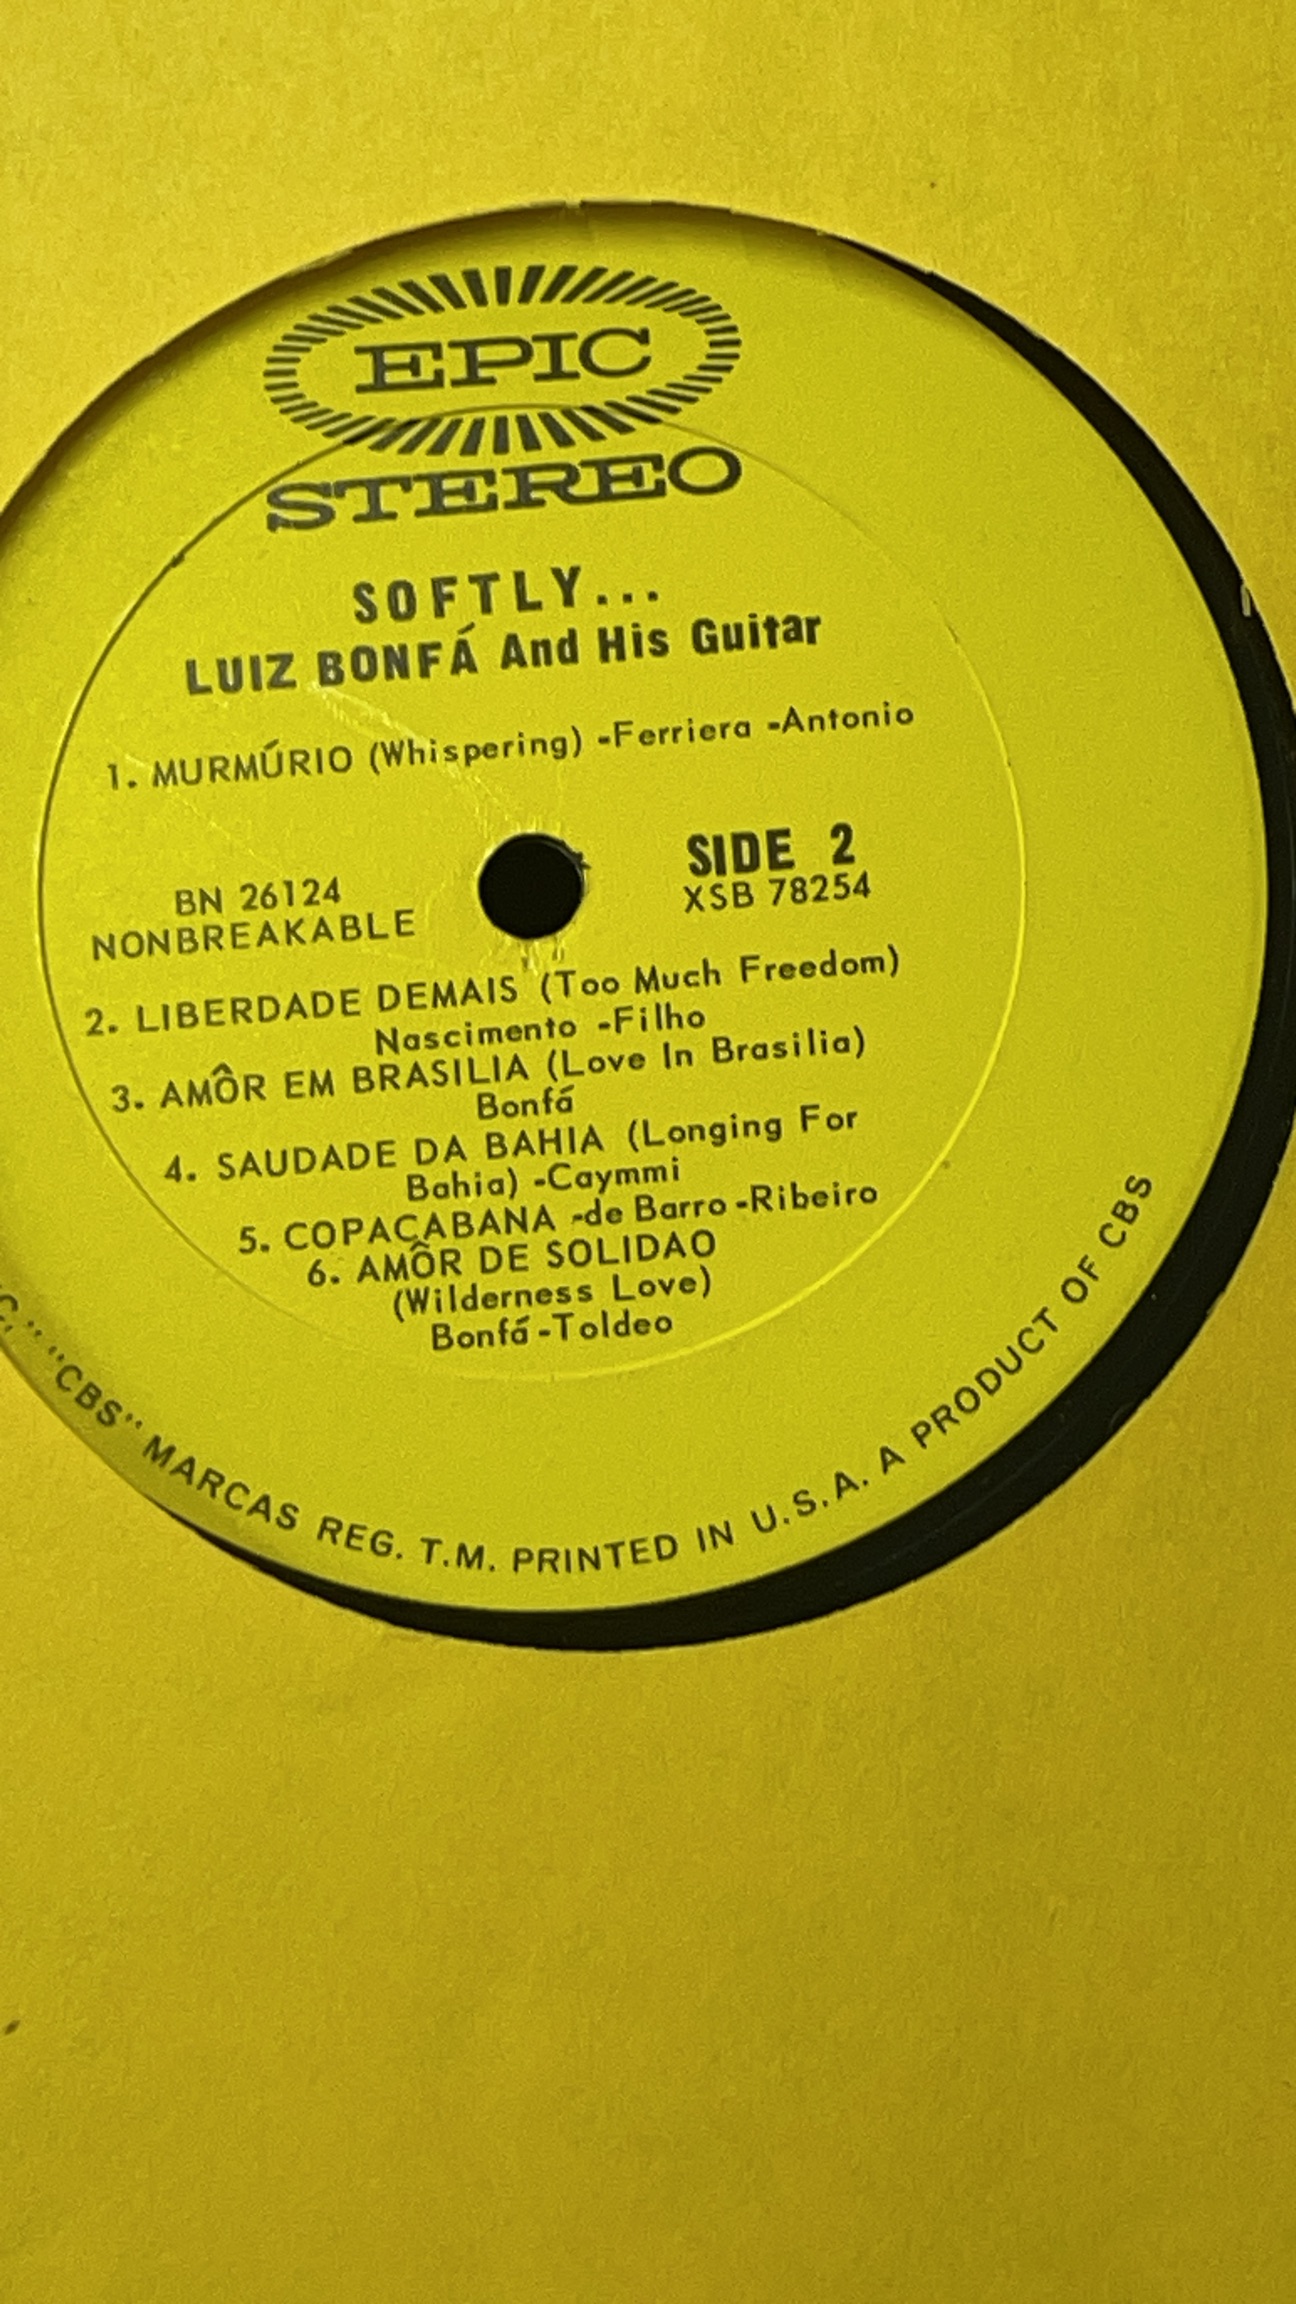 EPIC
STEREO
SOFTLY...
LUIZ BONFÁ And His Guitar
1. MURMÚRIO (Whispering) -Ferriera -Antonio
SIDE 2
BN 26124
XSB 78254
NONBREAKABLE
2. LIBERDADE DEMAIS (Too Much Freedom)
Nascimento -Filho
3. AMÔR EM BRASILIA (Love In Brasilia)
Bonfá
4. SAUDADE DA BAHIA (Longing For
Bahia) -Caymmi
5. COPACABANA -de Barro -Ribeiro
6. AMÔR DE SOLIDAO
(Wilderness Love)
Bonfá -Toldeo
"CBS" MARCAS REG. T.M. PRINTED IN U.S.A. A PRODUCT OF CBS